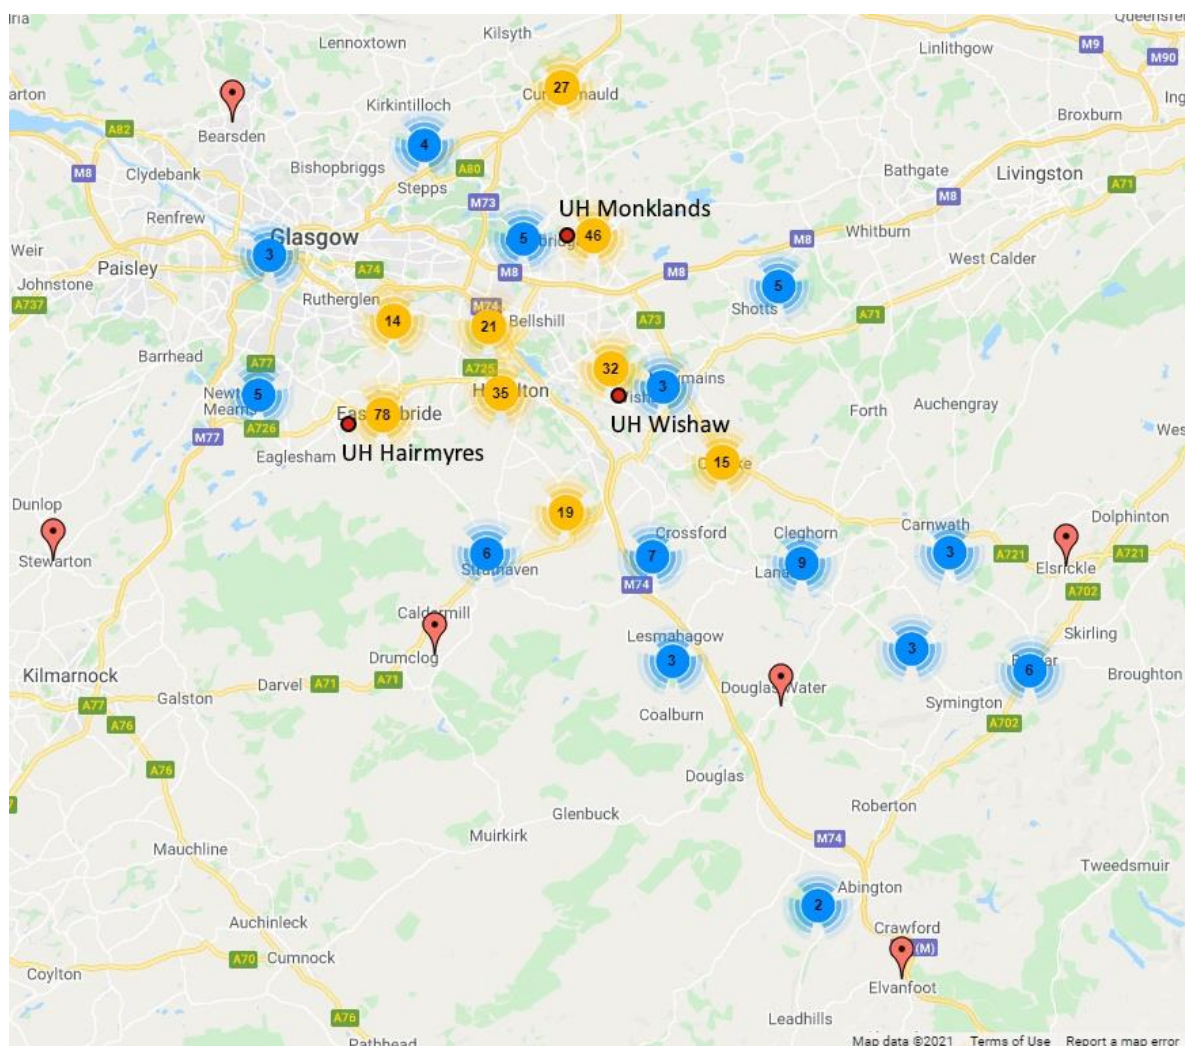 Kilsyth
Lennoxtown
Linlithgow
M9
M90
27
Kirkintilloch
Broxburn
Bearsden
A82
4
Bishopbriggs
A80
Bathgate
Livingston
M8
Clydebank
Stepps
A71
M73
M8
Renfrew
UH Monklands
Glasgow
5
46
M8
Whitburn
Weir
3
Paisley
A74
M8
M8
West Calder
Johnstone
Rutherglen
5
A737
M74
Shotts
14
21
Bellshill
A73
A71
Barrhead
A77
A725
32
3
5
35
Forth
Auchengray
78
A726
M77
UH Wishaw
Eaglesham
UH Hairmyres
15
Dunlop
19
Crossford
Cleghorn
Carnwath
Dolphinton
Stewarton
6
7
9
3
A721
A721
Elsrickle
M74
A702
Caldermill
Lesmahagow
Skirling
3
3
Drumclog
6
Kilmarnock
Darvel
A71
A71
Douglas Water
Broughton
Galston
Symington
A77
Coalburn
A702
A76
A76
Douglas
Roberton
Glenbuck
Muirkirk
M74
Mauchline
Tweedsmuir
Abington
2
Auchinleck
Crawford
(M)
A70
Cumnock
Coylton
Elvanfoot
A76
Leadhills
Map data ©2021 Terms of Use Report a map error